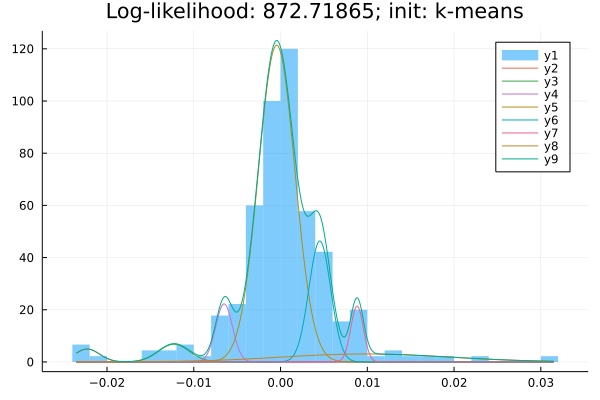 Log-likelihood: 872.71865; init: k-means
120
100
80
60
40
20
0
y1
y2
y3
y4
y5
y6
y7
y8
y9
−0.02 −0.01 0.00 0.01 0.02 0.03